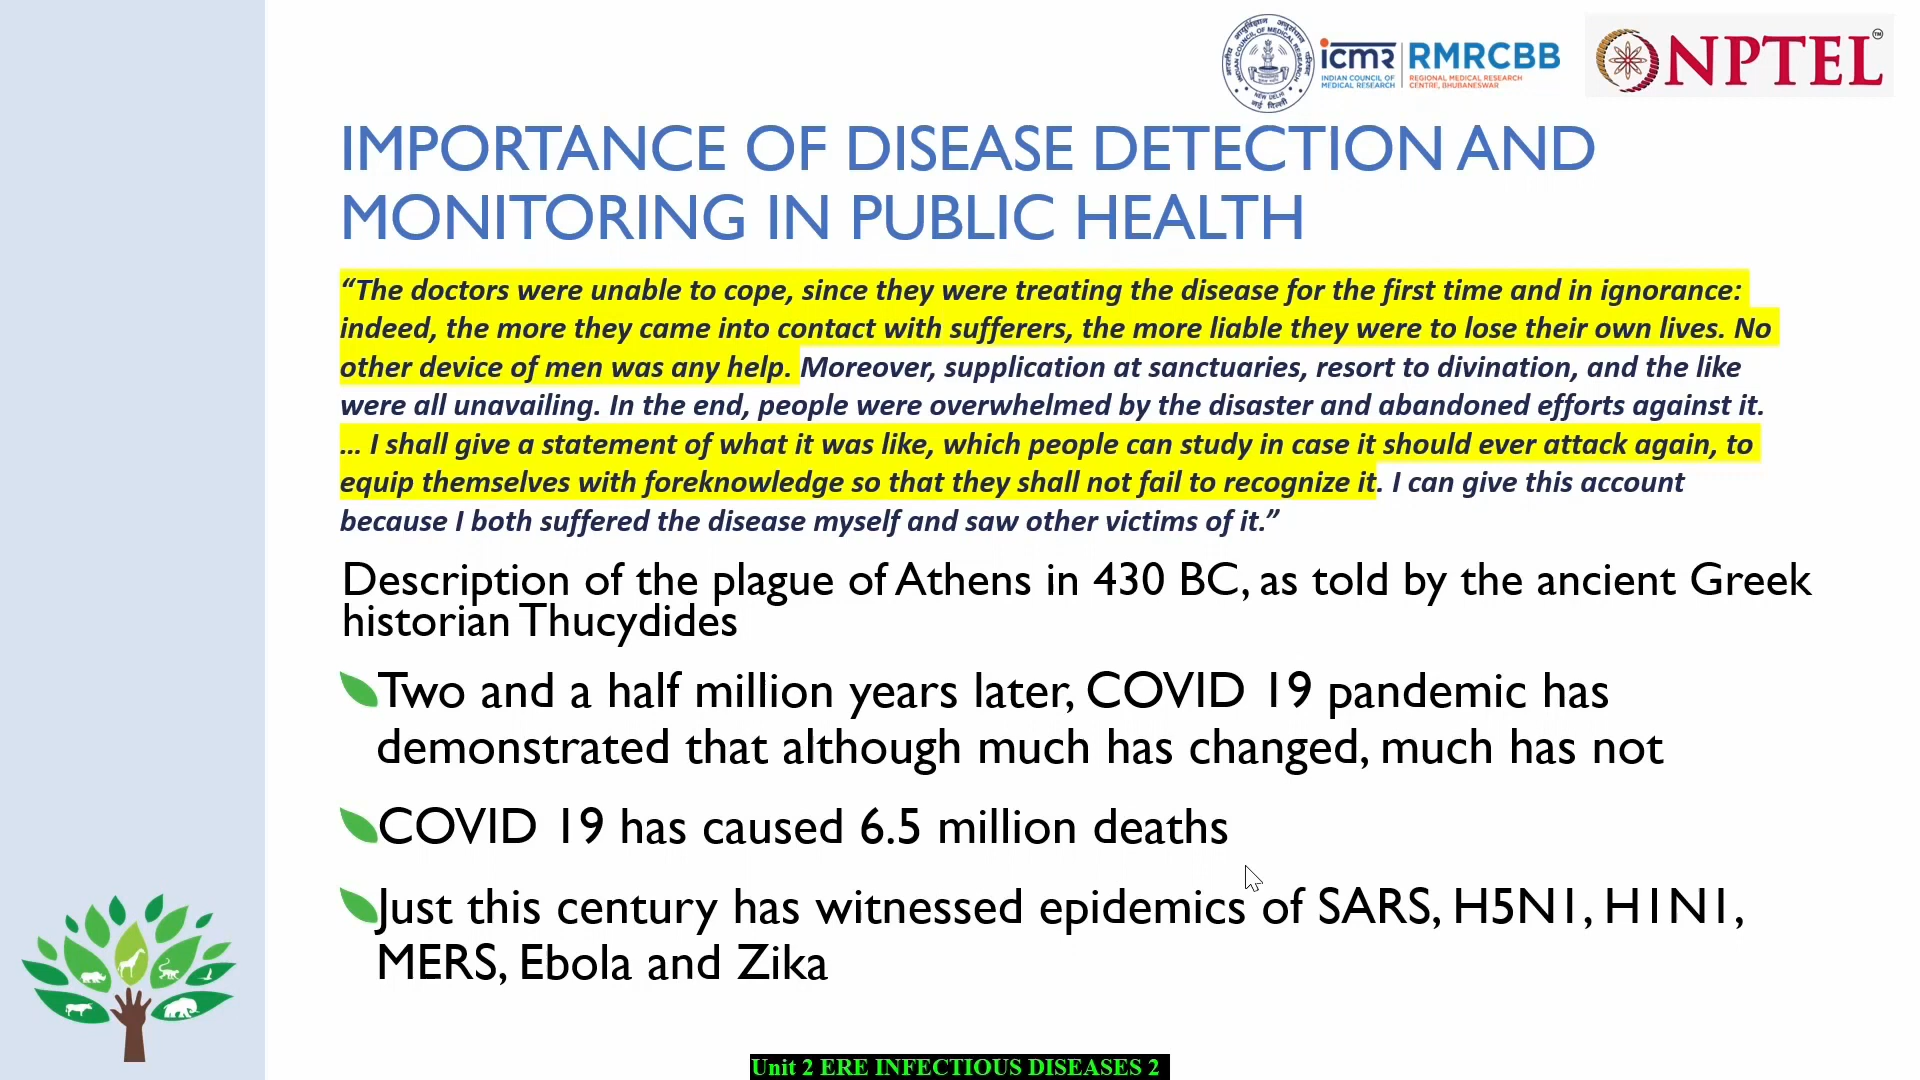 INDIAN COUNCIL OF MEDICAL RESEARCH
NEW DELHI
नई दिल्ली
icmr
INDIAN COUNCIL OF
MEDICAL RESEARCH
RMRCBB
REGIONAL MEDICAL RESEARCH
CENTRE, BHUBANESWAR
NPTEL
TM
IMPORTANCE OF DISEASE DETECTION AND
MONITORING IN PUBLIC HEALTH
“The doctors were unable to cope, since they were treating the disease for the first time and in ignorance:
indeed, the more they came into contact with sufferers, the more liable they were to lose their own lives. No
other device of men was any help. Moreover, supplication at sanctuaries, resort to divination, and the like
were all unavailing. In the end, people were overwhelmed by the disaster and abandoned efforts against it.
... I shall give a statement of what it was like, which people can study in case it should ever attack again, to
equip themselves with foreknowledge so that they shall not fail to recognize it. I can give this account
because I both suffered the disease myself and saw other victims of it.”
Description of the plague of Athens in 430 BC, as told by the ancient Greek
historian Thucydides
Two and a half million years later, COVID 19 pandemic has
demonstrated that although much has changed, much has not
COVID 19 has caused 6.5 million deaths
Just this century has witnessed epidemics of SARS, H5N1, H1N1,
MERS, Ebola and Zika
Unit 2 ERE INFECTIOUS DISEASES 2